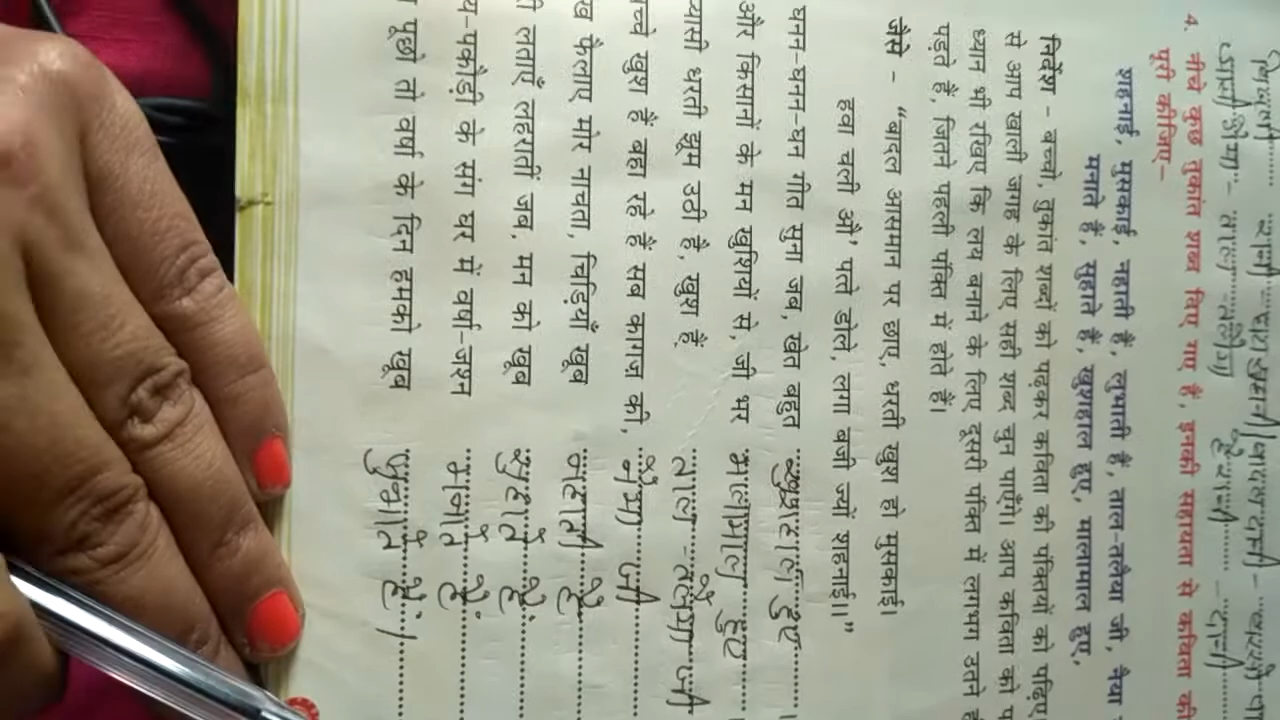 4. नीचे कुछ तुकांत शब्द दिए गए हैं, इनकी सहायता से कविता की
पूरी कीजिए–
शहनाई, मुसकाई, नहाती है, लुभाती है, ताल-तलैया जी, भैया
मनाते हैं, सुहाते हैं, खुशहाल हुए, मालामाल हुए,
निर्देश - बच्चो, तुकांत शब्दों को पढ़कर कविता की पंक्तियों को पढ़िए
से आप खाली जगह के लिए सही शब्द चुन पाएँगे। आप कविता को
ध्यान भी रखिए कि लय बनाने के लिए दूसरी पंक्ति में लगभग उतने
पड़ते हैं, जितने पहली पंक्ति में होते हैं।
जैसे - "बादल आसमान पर छाए, धरती खुश हो मुसकाई।
हवा चली औ' पत्ते डोले, लगा बजी ज्यों शहनाई।।"
घनन-घनन-घन गीत सुना जब, खेत बहुत खुशहाल हुए।
और किसानों के मन खुशियों से, जी भर मालामाल हुए
प्यासी धरती झूम उठी है, खुश हैं ताल-तलैया जी
बच्चे खुश हैं बहा रहे हैं सब कागज की, नैया जी
पंख फैलाए मोर नाचता, चिड़ियाँ खूब नहाती है
लताएँ लहरातीं जब, मन को खूब लुभाती है
पकौड़ी के संग घर में वर्षा-जश्न मनाते हैं
पूछो तो वर्षा के दिन हमको खूब सुहाते हैं।